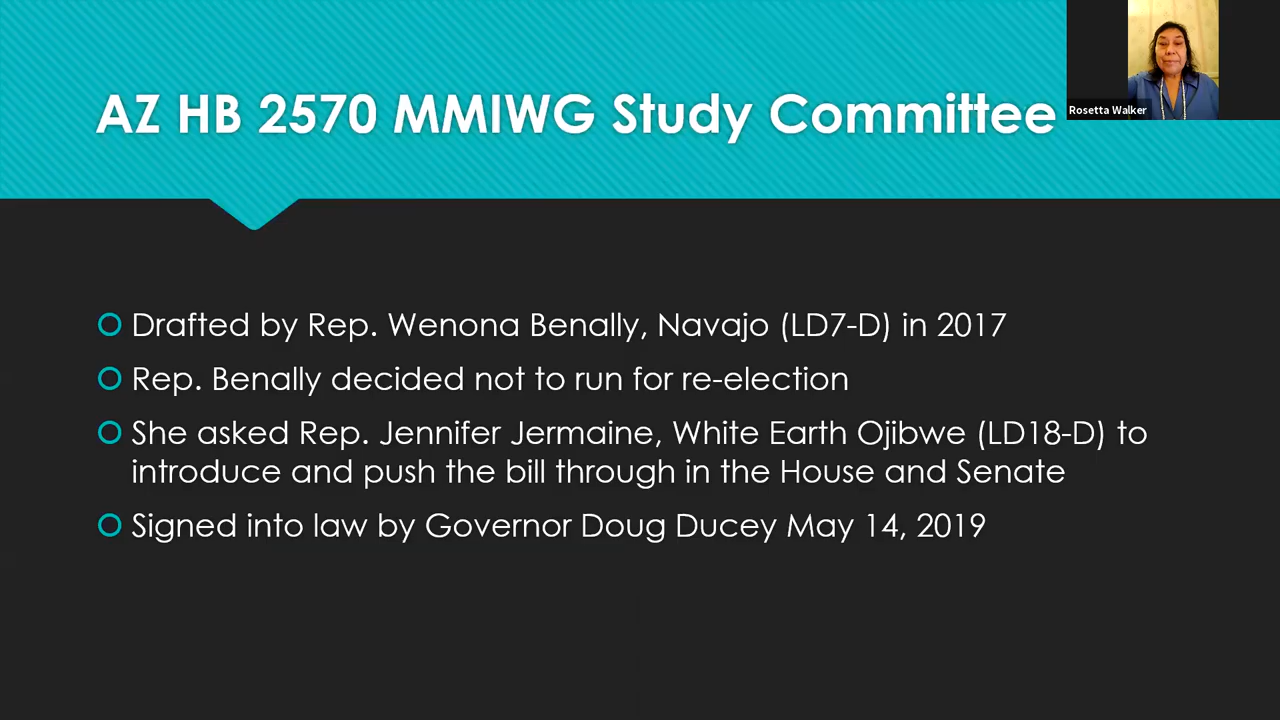 AZ HB 2570 MMIWG Study Committee
Rosetta Walker
Drafted by Rep. Wenona Benally, Navajo (LD7-D) in 2017
Rep. Benally decided not to run for re-election
She asked Rep. Jennifer Jermaine, White Earth Ojibwe (LD18-D) to
introduce and push the bill through in the House and Senate
Signed into law by Governor Doug Ducey May 14, 2019